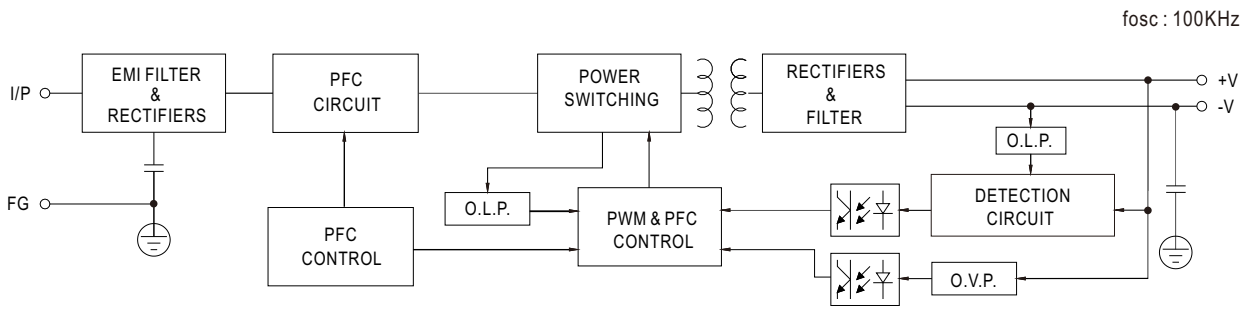 fosc : 100KHz
I/P
EMI FILTER
&
RECTIFIERS
PFC
CIRCUIT
POWER
SWITCHING
RECTIFIERS
&
FILTER
+V
-V
O.L.P.
FG
O.L.P.
PFC
CONTROL
PWM & PFC
CONTROL
DETECTION
CIRCUIT
O.V.P.